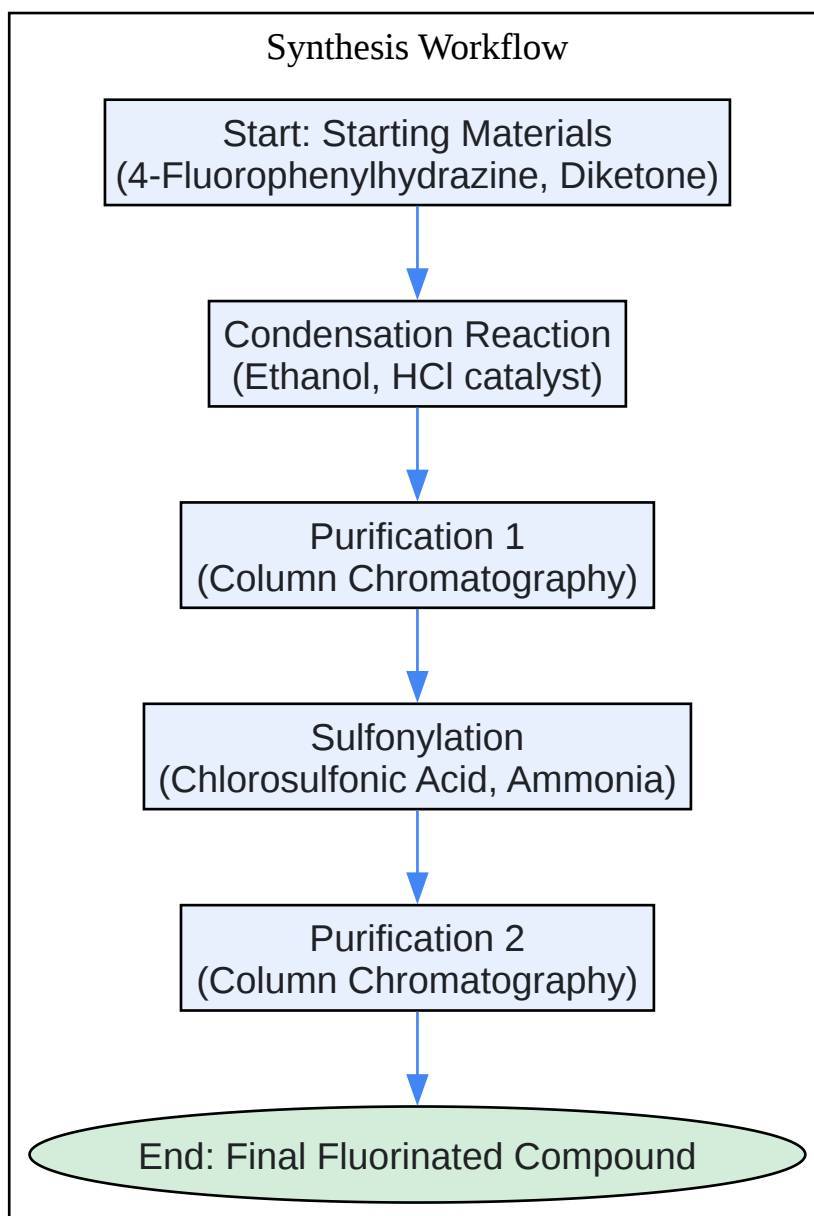 Synthesis Workflow
Start: Starting Materials
(4-Fluorophenylhydrazine, Diketone)
Condensation Reaction
(Ethanol, HCl catalyst)
Purification 1
(Column Chromatography)
Sulfonylation
(Chlorosulfonic Acid, Ammonia)
Purification 2
(Column Chromatography)
End: Final Fluorinated Compound